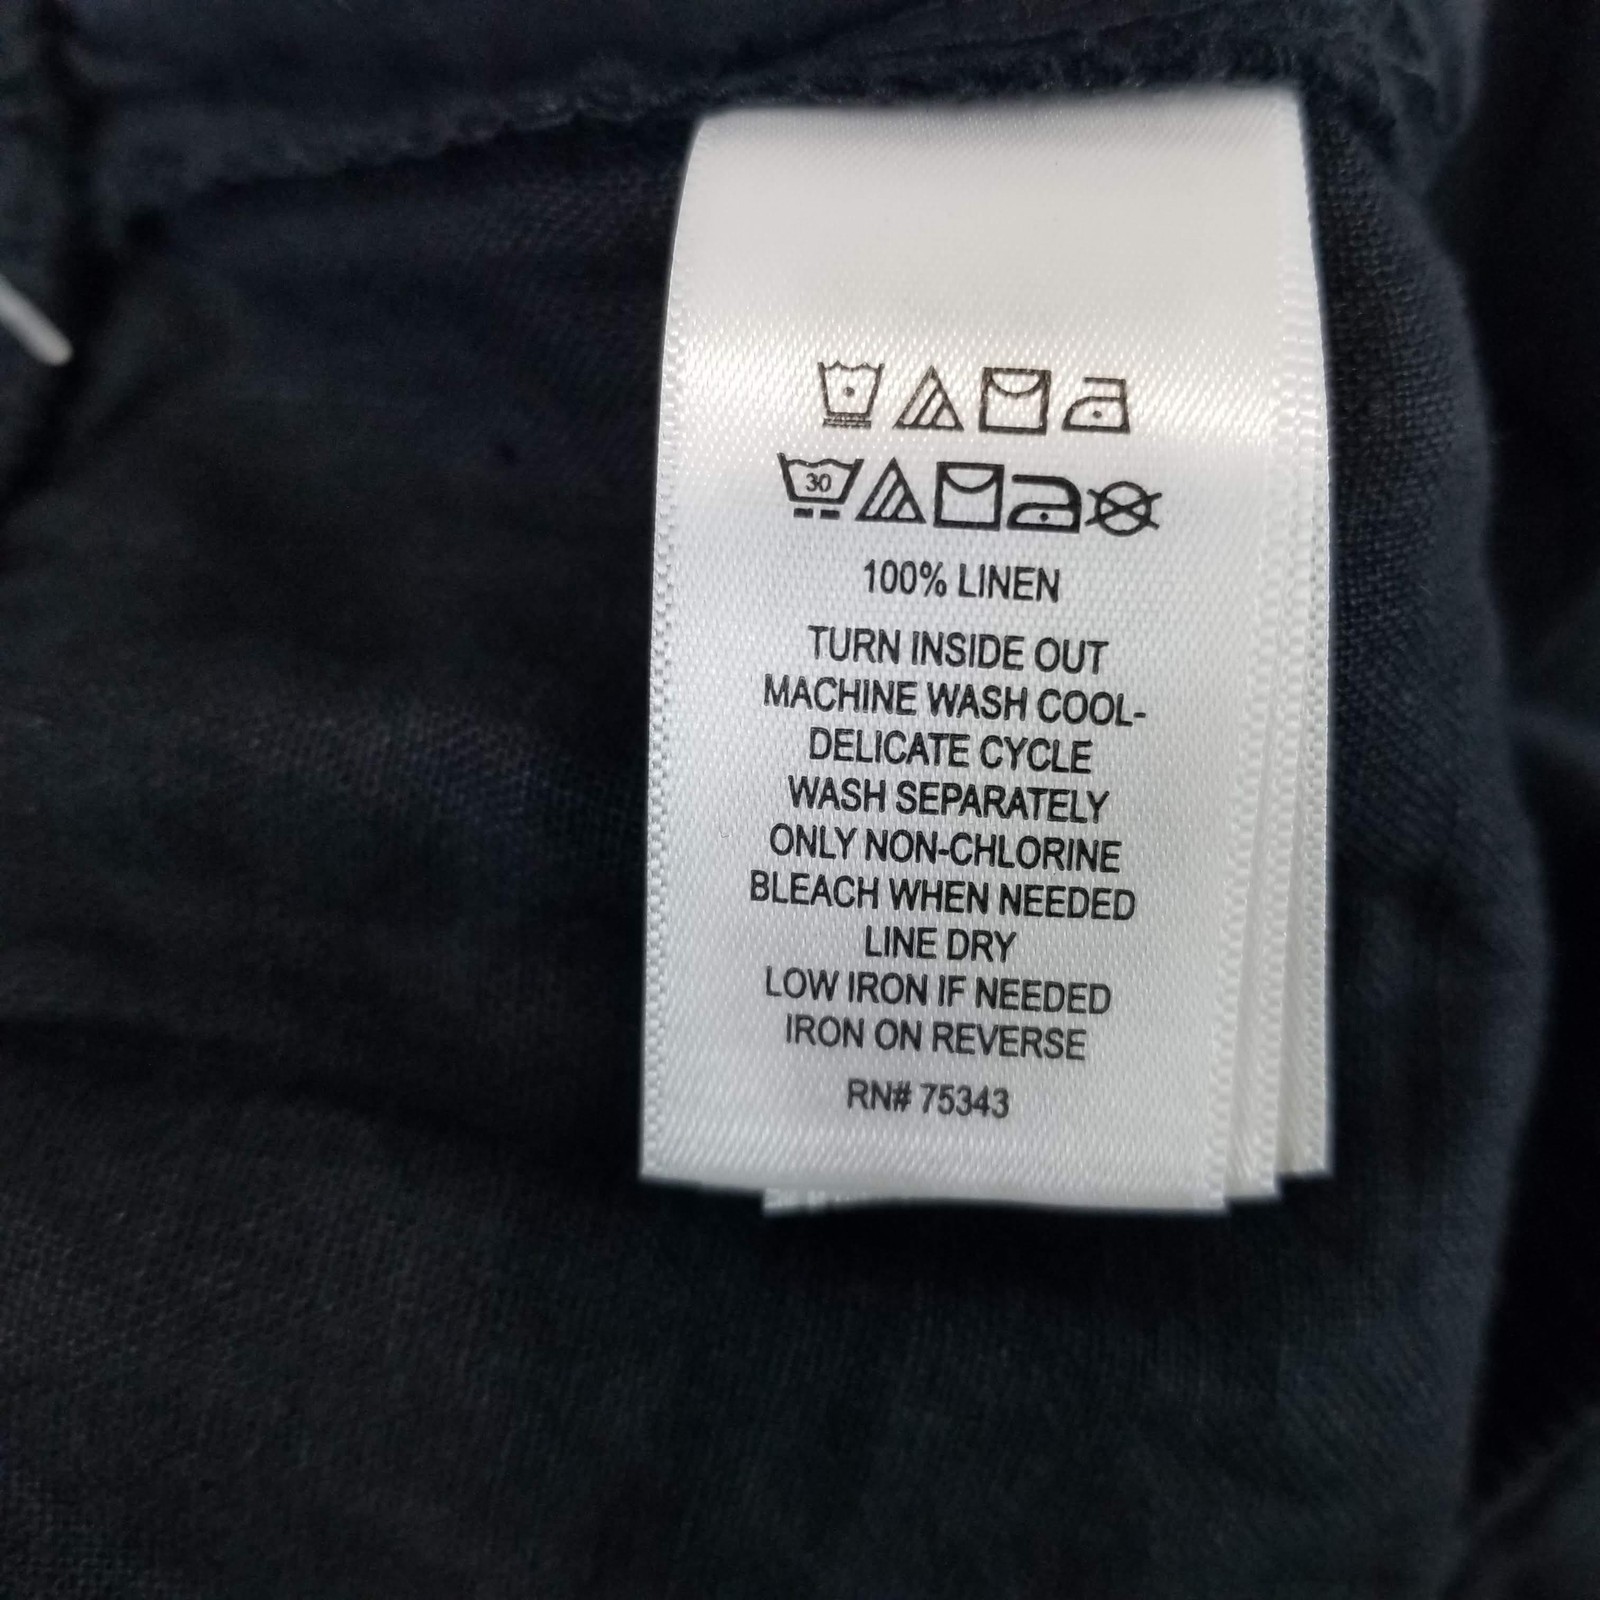 30
100% LINEN
TURN INSIDE OUT
MACHINE WASH COOL-
DELICATE CYCLE
WASH SEPARATELY
ONLY NON-CHLORINE
BLEACH WHEN NEEDED
LINE DRY
LOW IRON IF NEEDED
IRON ON REVERSE
RN# 75343